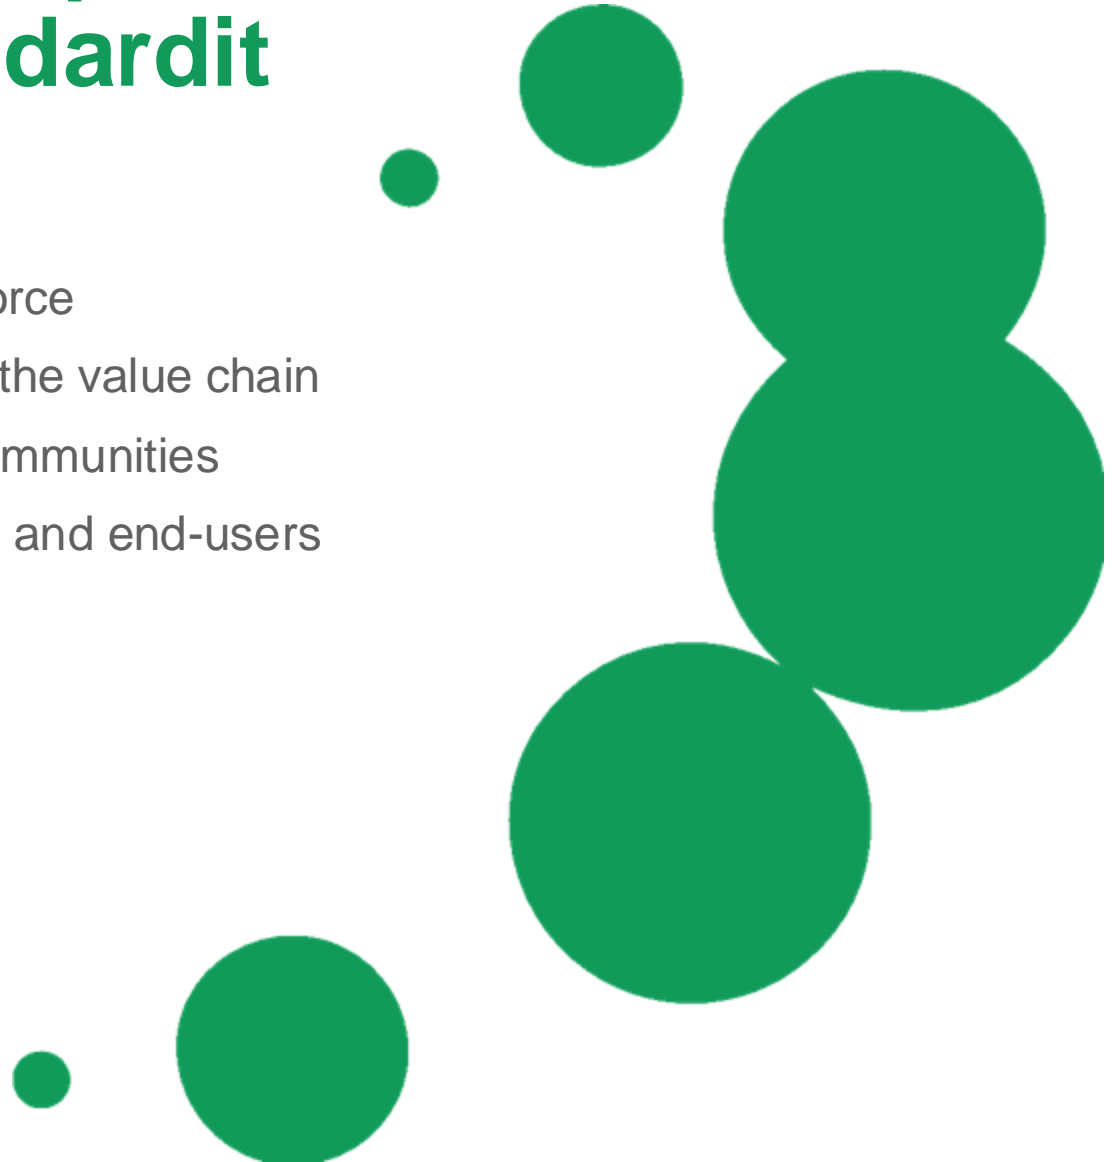 dardit
orce
the value chain
mmunities
and end-users